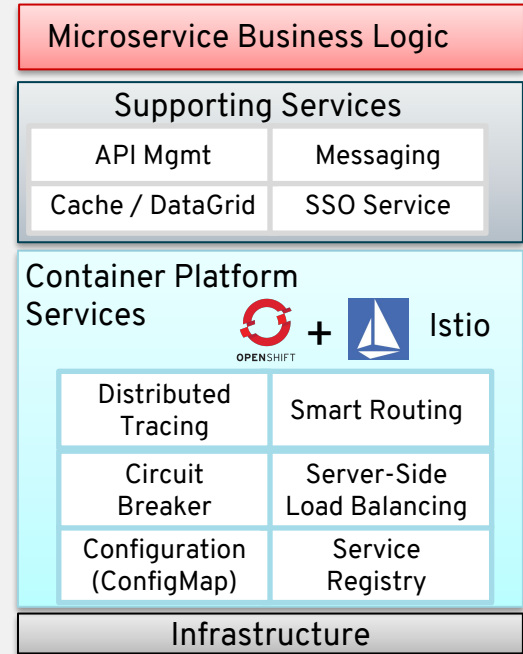 Microservice Business Logic
Supporting Services
API Mgmt
Messaging
Cache / DataGrid
SSO Service
Container Platform
Services
OPENSHIFT
+
Istio
Distributed
Tracing
Smart Routing
Circuit
Breaker
Server-Side
Load Balancing
Configuration
(ConfigMap)
Service
Registry
Infrastructure